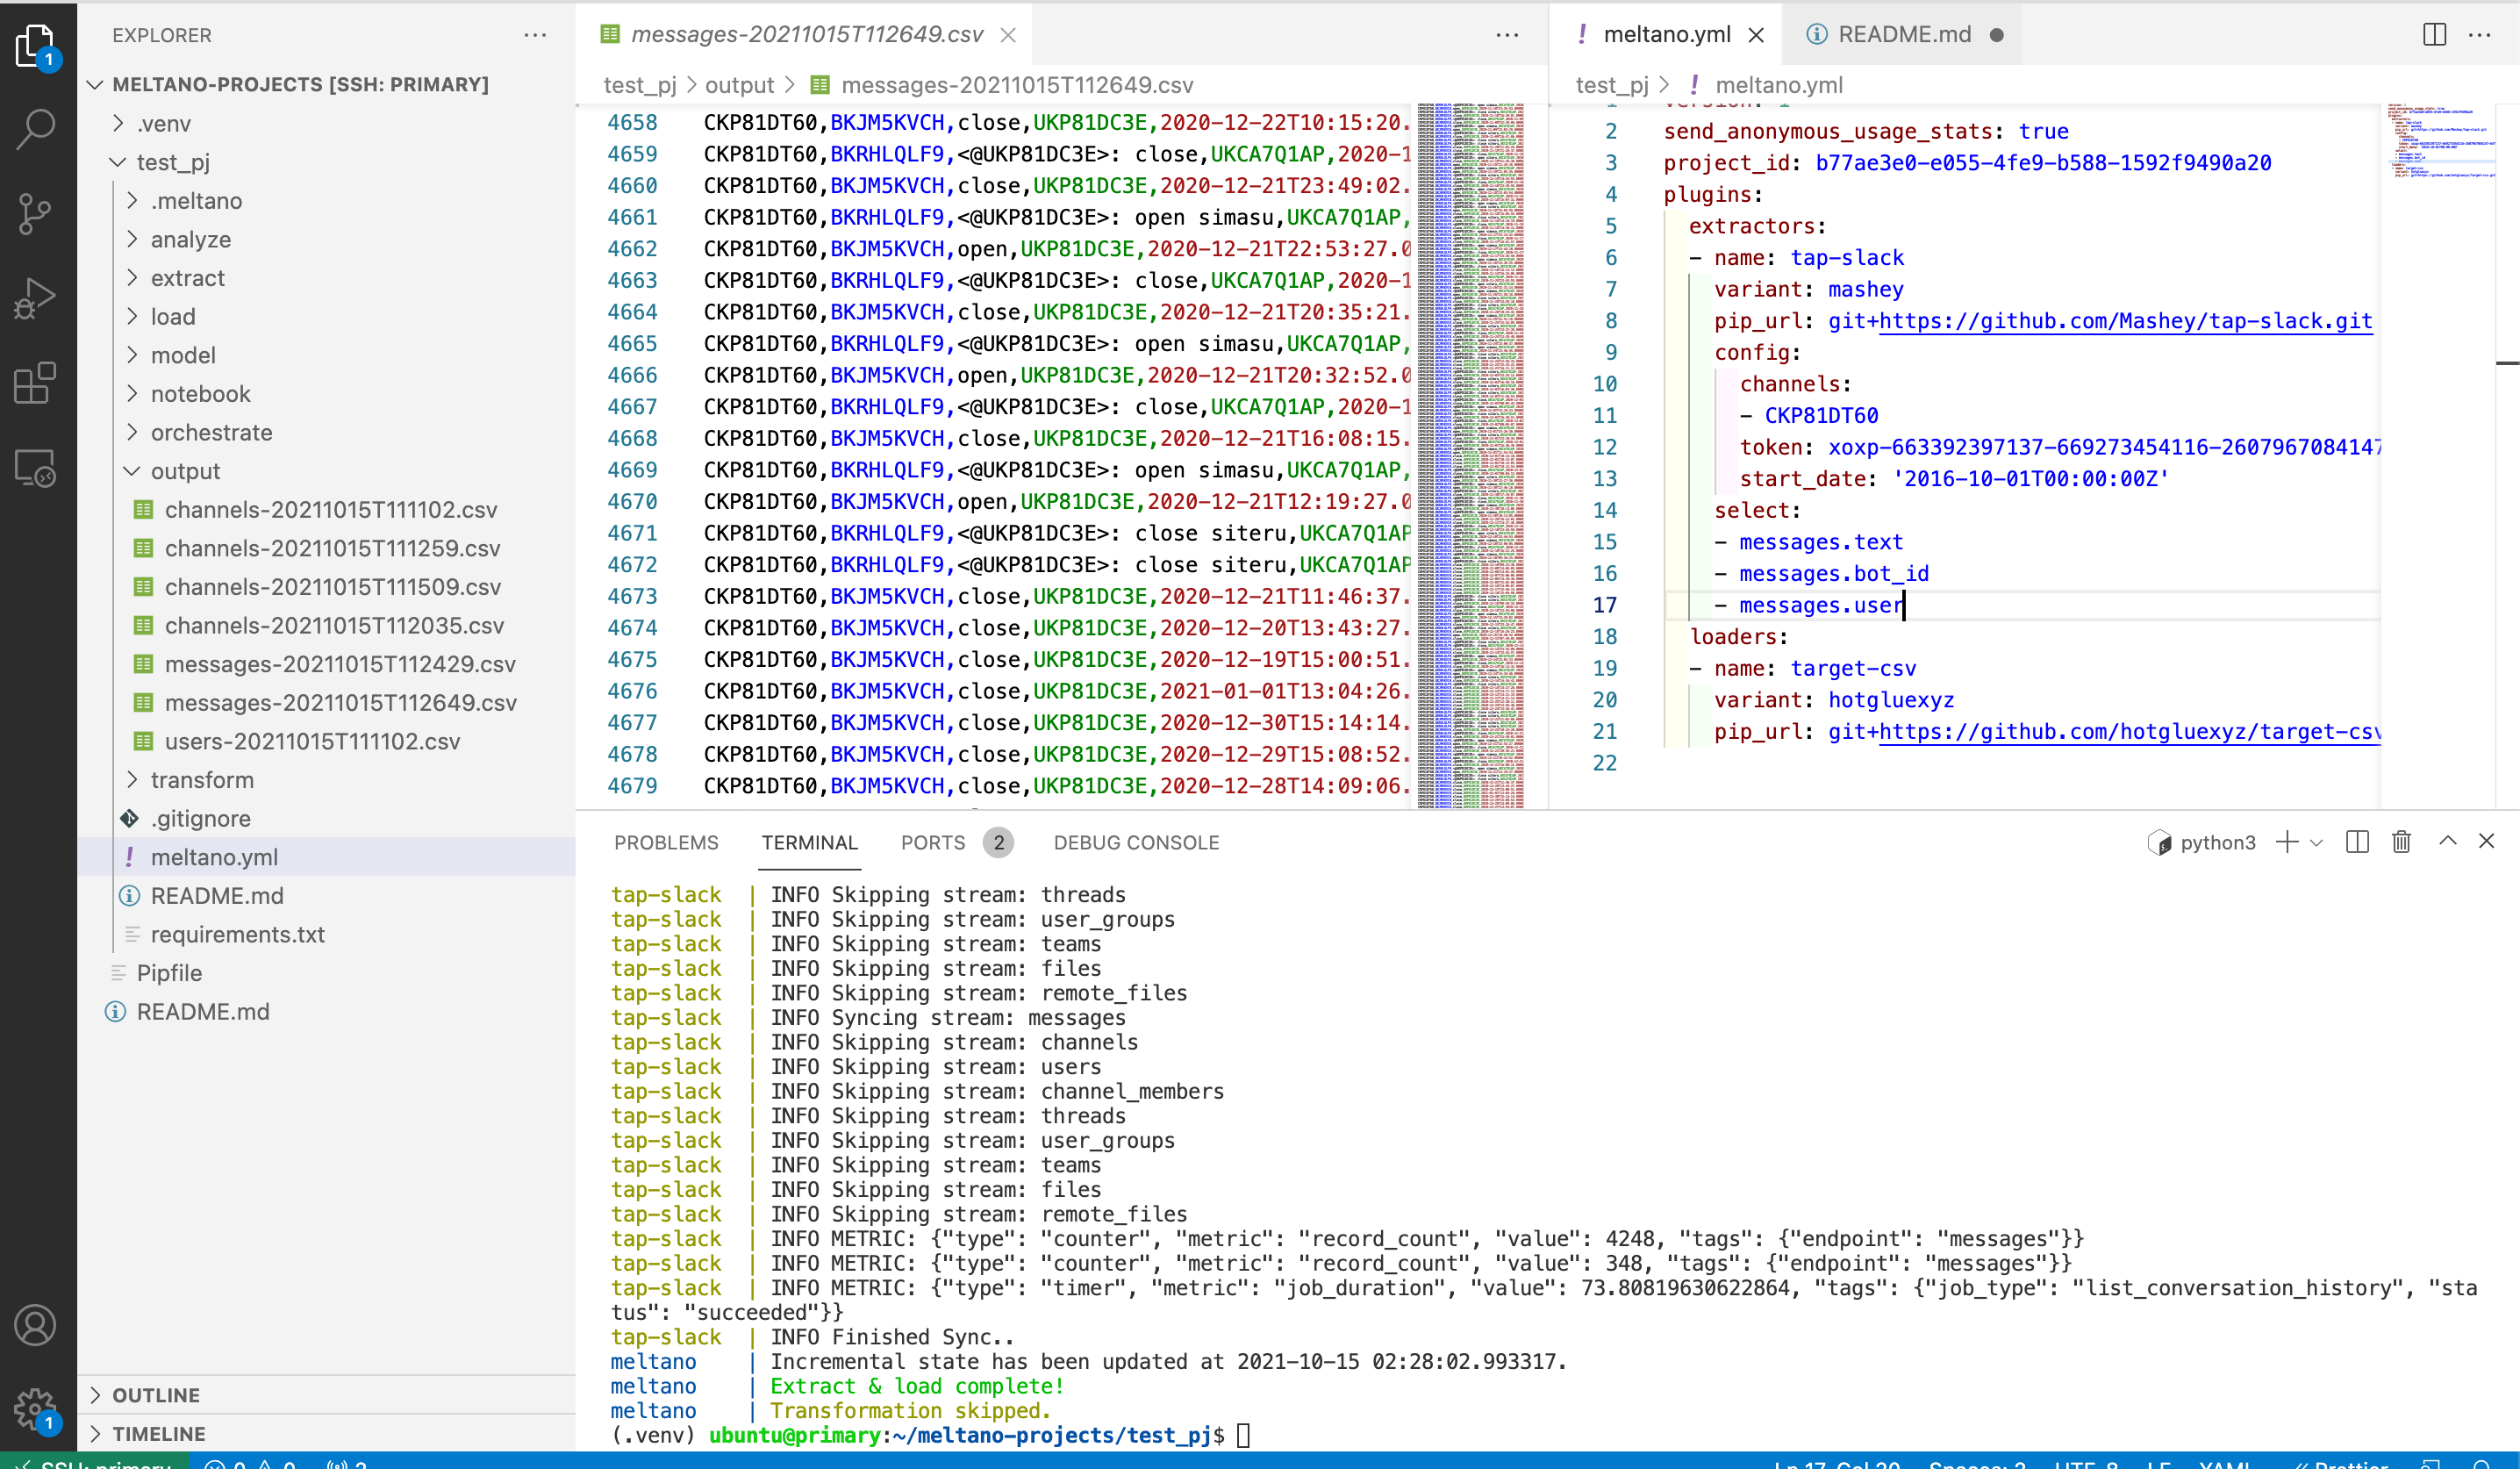 EXPLORER
MELTANO-PROJECTS [SSH: PRIMARY]
.venv
test_pj
.meltano
analyze
extract
load
model
notebook
orchestrate
output
channels-20211015T111102.csv
channels-20211015T111259.csv
channels-20211015T111509.csv
channels-20211015T112035.csv
messages-20211015T112429.csv
messages-20211015T112649.csv
users-20211015T111102.csv
transform
.gitignore
meltano.yml
README.md
requirements.txt
Pipfile
README.md
OUTLINE
TIMELINE
1
1
messages-20211015T112649.csv
test_pj > output > messages-20211015T112649.csv
4658 CKP81DT60,BKJM5KVCH,close,UKP81DC3E,2020-12-22T10:15:20.
4659 CKP81DT60,BKRHLQLF9,<@UKP81DC3E>: close,UKCA7Q1AP,2020-1
4660 CKP81DT60,BKJM5KVCH,close,UKP81DC3E,2020-12-21T23:49:02.
4661 CKP81DT60,BKRHLQLF9,<@UKP81DC3E>: open simasu,UKCA7Q1AP,
4662 CKP81DT60,BKJM5KVCH,open,UKP81DC3E,2020-12-21T22:53:27.0
4663 CKP81DT60,BKRHLQLF9,<@UKP81DC3E>: close,UKCA7Q1AP,2020-1
4664 CKP81DT60,BKJM5KVCH,close,UKP81DC3E,2020-12-21T20:35:21.
4665 CKP81DT60,BKRHLQLF9,<@UKP81DC3E>: open simasu,UKCA7Q1AP,
4666 CKP81DT60,BKJM5KVCH,open,UKP81DC3E,2020-12-21T20:32:52.0
4667 CKP81DT60,BKRHLQLF9,<@UKP81DC3E>: close,UKCA7Q1AP,2020-1
4668 CKP81DT60,BKJM5KVCH,close,UKP81DC3E,2020-12-21T16:08:15.
4669 CKP81DT60,BKRHLQLF9,<@UKP81DC3E>: open simasu,UKCA7Q1AP,
4670 CKP81DT60,BKJM5KVCH,open,UKP81DC3E,2020-12-21T12:19:27.0
4671 CKP81DT60,BKRHLQLF9,<@UKP81DC3E>: close siteru,UKCA7Q1AP
4672 CKP81DT60,BKRHLQLF9,<@UKP81DC3E>: close siteru,UKCA7Q1AP
4673 CKP81DT60,BKJM5KVCH,close,UKP81DC3E,2020-12-21T11:46:37.
4674 CKP81DT60,BKJM5KVCH,close,UKP81DC3E,2020-12-20T13:43:27.
4675 CKP81DT60,BKJM5KVCH,close,UKP81DC3E,2020-12-19T15:00:51.
4676 CKP81DT60,BKJM5KVCH,close,UKP81DC3E,2021-01-01T13:04:26.
4677 CKP81DT60,BKJM5KVCH,close,UKP81DC3E,2020-12-30T15:14:14.
4678 CKP81DT60,BKJM5KVCH,close,UKP81DC3E,2020-12-29T15:08:52.
4679 CKP81DT60,BKJM5KVCH,close,UKP81DC3E,2020-12-28T14:09:06.
! meltano.yml README.md
test_pj > ! meltano.yml
1 version: 1
2 send_anonymous_usage_stats: true
3 project_id: b77ae3e0-e055-4fe9-b588-1592f9490a20
4 plugins:
5 extractors:
6 - name: tap-slack
7 variant: mashey
8 pip_url: git+https://github.com/Mashey/tap-slack.git
9 config:
10 channels:
11 - CKP81DT60
12 token: xoxp-663392397137-669273454116-2607967084147
13 start_date: '2016-10-01T00:00:00Z'
14 select:
15 - messages.text
16 - messages.bot_id
17 - messages.user
18 loaders:
19 - name: target-csv
20 variant: hotgluexyz
21 pip_url: git+https://github.com/hotgluexyz/target-csv
22
PROBLEMS TERMINAL PORTS 2 DEBUG CONSOLE python3
tap-slack | INFO Skipping stream: threads
tap-slack | INFO Skipping stream: user_groups
tap-slack | INFO Skipping stream: teams
tap-slack | INFO Skipping stream: files
tap-slack | INFO Skipping stream: remote_files
tap-slack | INFO Syncing stream: messages
tap-slack | INFO Skipping stream: channels
tap-slack | INFO Skipping stream: users
tap-slack | INFO Skipping stream: channel_members
tap-slack | INFO Skipping stream: threads
tap-slack | INFO Skipping stream: user_groups
tap-slack | INFO Skipping stream: teams
tap-slack | INFO Skipping stream: files
tap-slack | INFO Skipping stream: remote_files
tap-slack | INFO METRIC: {"type": "counter", "metric": "record_count", "value": 4248, "tags": {"endpoint": "messages"}}
tap-slack | INFO METRIC: {"type": "counter", "metric": "record_count", "value": 348, "tags": {"endpoint": "messages"}}
tap-slack | INFO METRIC: {"type": "timer", "metric": "job_duration", "value": 73.80819630622864, "tags": {"job_type": "list_conversation_history", "sta
tus": "succeeded"}}
tap-slack | INFO Finished Sync..
meltano | Incremental state has been updated at 2021-10-15 02:28:02.993317.
meltano | Extract & load complete!
meltano | Transformation skipped.
(.venv) ubuntu@primary:~/meltano-projects/test_pj$
SSH: primary 0 0 2 Ln 17, Col 20 Spaces: 2 UTF-8 LF YAML Prettier